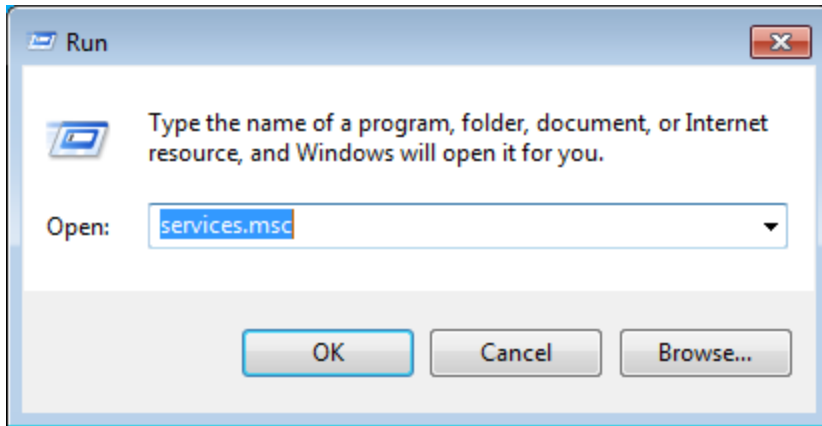 Run
Type the name of a program, folder, document, or Internet
resource, and Windows will open it for you.
Open: services.msc
OK Cancel Browse...